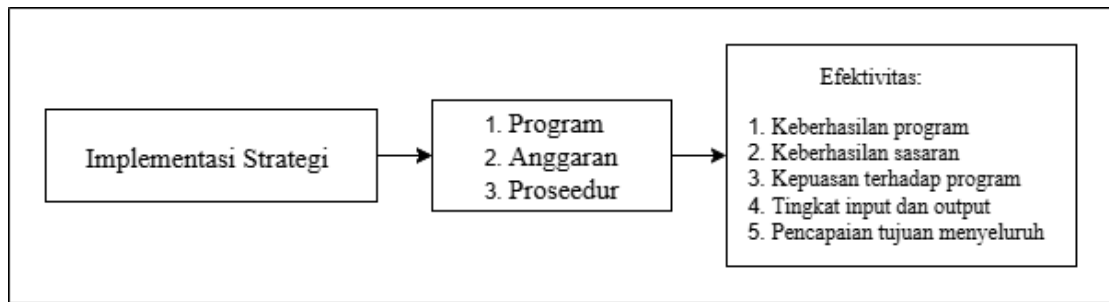 Implementasi Strategi
1. Program
2. Anggaran
3. Proseedur
Efektivitas:
1. Keberhasilan program
2. Keberhasilan sasaran
3. Kepuasan terhadap program
4. Tingkat input dan output
5. Pencapaian tujuan menyeluruh